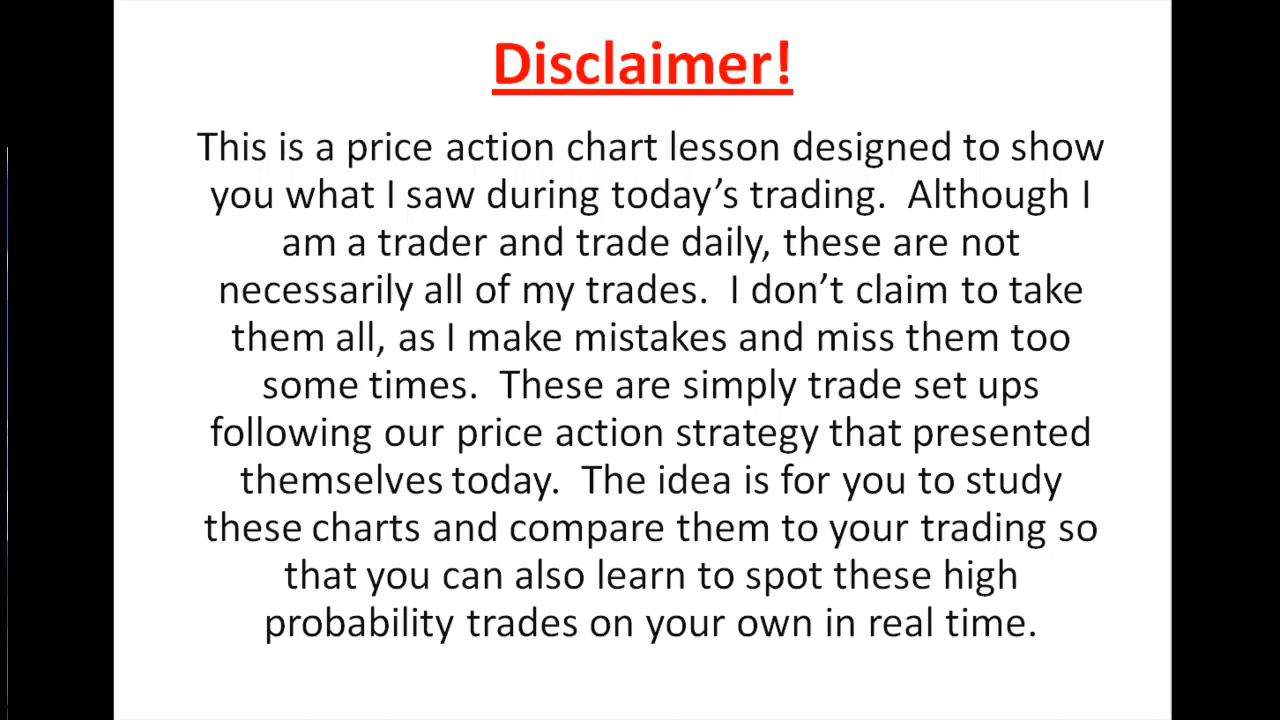 Disclaimer!
This is a price action chart lesson designed to show
you what I saw during today’s trading.  Although I
am a trader and trade daily, these are not
necessarily all of my trades.  I don’t claim to take
them all, as I make mistakes and miss them too
some times.  These are simply trade set ups
following our price action strategy that presented
themselves today.  The idea is for you to study
these charts and compare them to your trading so
that you can also learn to spot these high
probability trades on your own in real time.